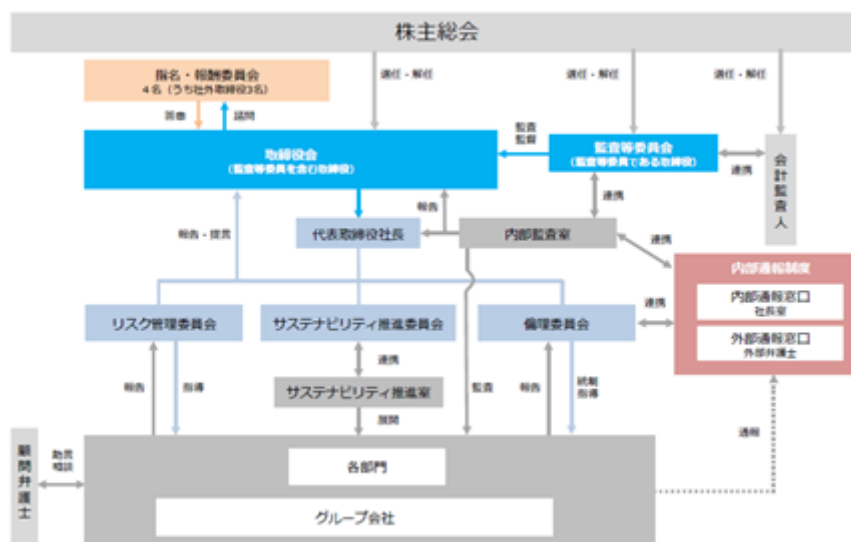 株主総会
指名・報酬委員会
4名（うち社外取締役3名）
選任・解任
選任・解任
選任・解任
答申
諮問
取締役会
（監査等委員を含む取締役）
監査
監督
監査等委員会
（監査等委員である取締役）
連携
会計監査人
報告・提言
代表取締役社長
報告
内部監査室
連携
連携
内部通報制度
内部通報窓口
社長室
外部通報窓口
外部弁護士
リスク管理委員会
サステナビリティ推進委員会
倫理委員会
連携
報告
指導
連携
サステナビリティ推進室
展開
監査
報告
統制
指導
通報
顧問弁護士
助言
相談
各部門
グループ会社